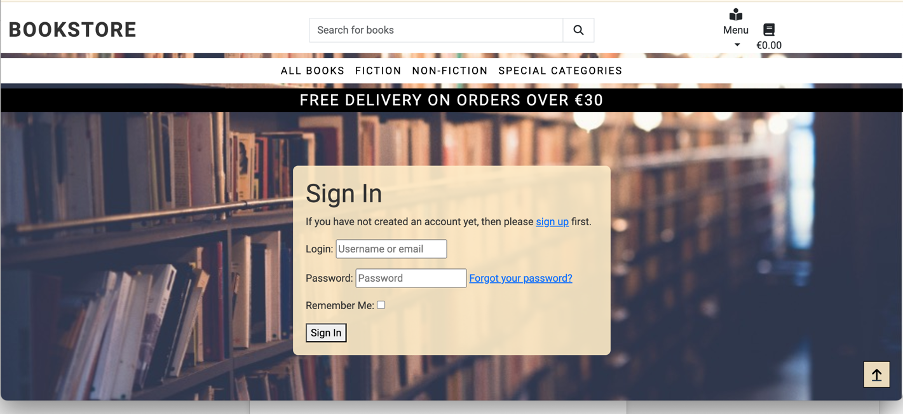 BOOKSTORE
Search for books
Menu
€0.00
ALL BOOKS FICTION NON-FICTION SPECIAL CATEGORIES
FREE DELIVERY ON ORDERS OVER €30
Sign In
If you have not created an account yet, then please sign up first.
Login: Username or email
Password: Password Forgot your password?
Remember Me:
Sign In